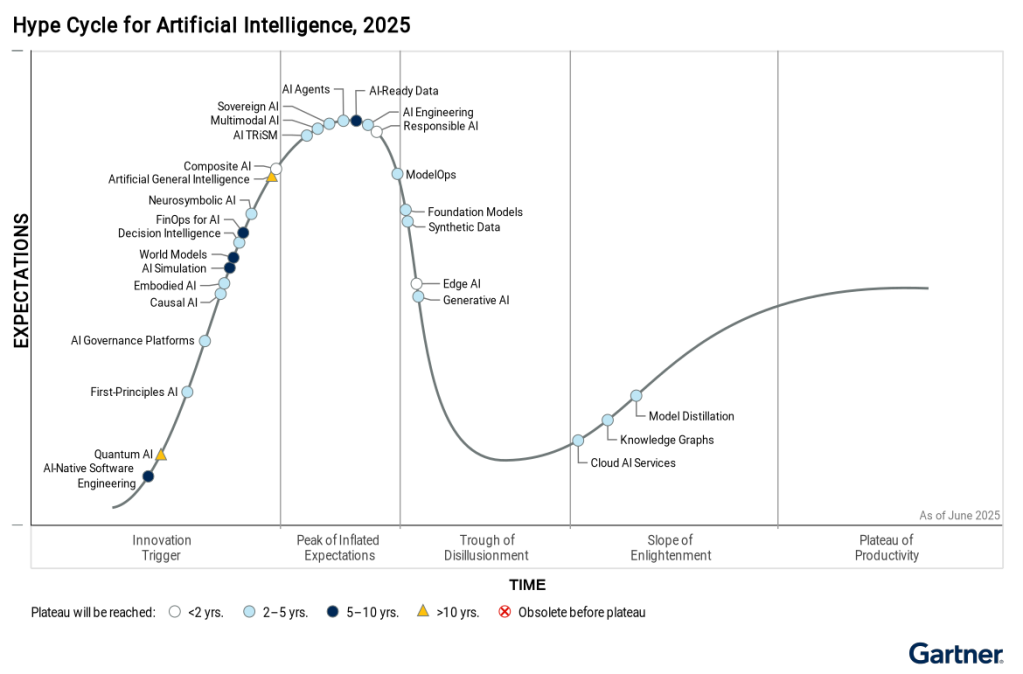 Hype Cycle for Artificial Intelligence, 2025
EXPECTATIONS
AI Agents
AI-Ready Data
Sovereign AI
AI Engineering
Multimodal AI
Responsible AI
AI TRiSM
Composite AI
Artificial General Intelligence
ModelOps
Neurosymbolic AI
Foundation Models
FinOps for AI
Synthetic Data
Decision Intelligence
World Models
AI Simulation
Embodied AI
Edge AI
Causal AI
Generative AI
AI Governance Platforms
First-Principles AI
Model Distillation
Knowledge Graphs
Quantum AI
Cloud AI Services
AI-Native Software
Engineering
As of June 2025
Innovation
Trigger
Peak of Inflated
Expectations
Trough of
Disillusionment
Slope of
Enlightenment
Plateau of
Productivity
TIME
Plateau will be reached: <2 yrs. 2–5 yrs. 5–10 yrs. >10 yrs. Obsolete before plateau
Gartner